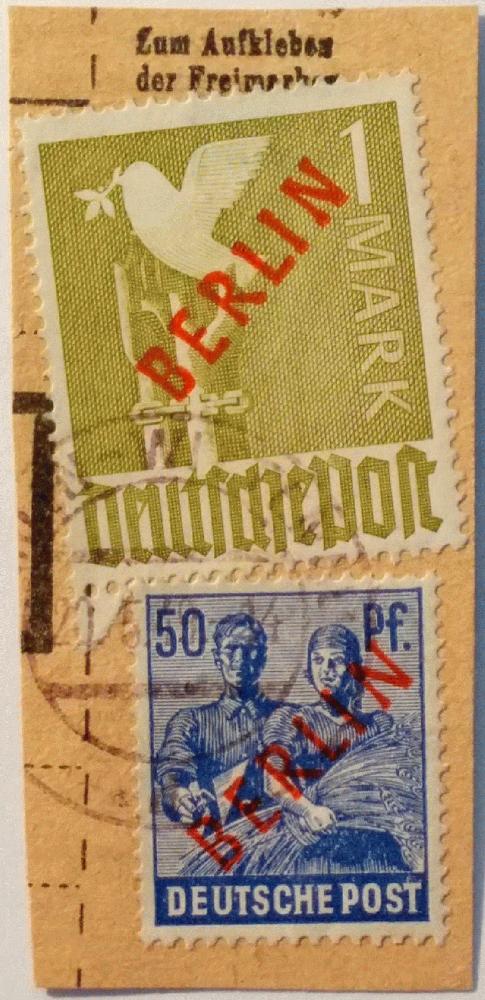 Zum Aufkleben
der Freimarken
1 MARK
BERLIN
Deutsche Post
50 Pf.
BERLIN
DEUTSCHE POST